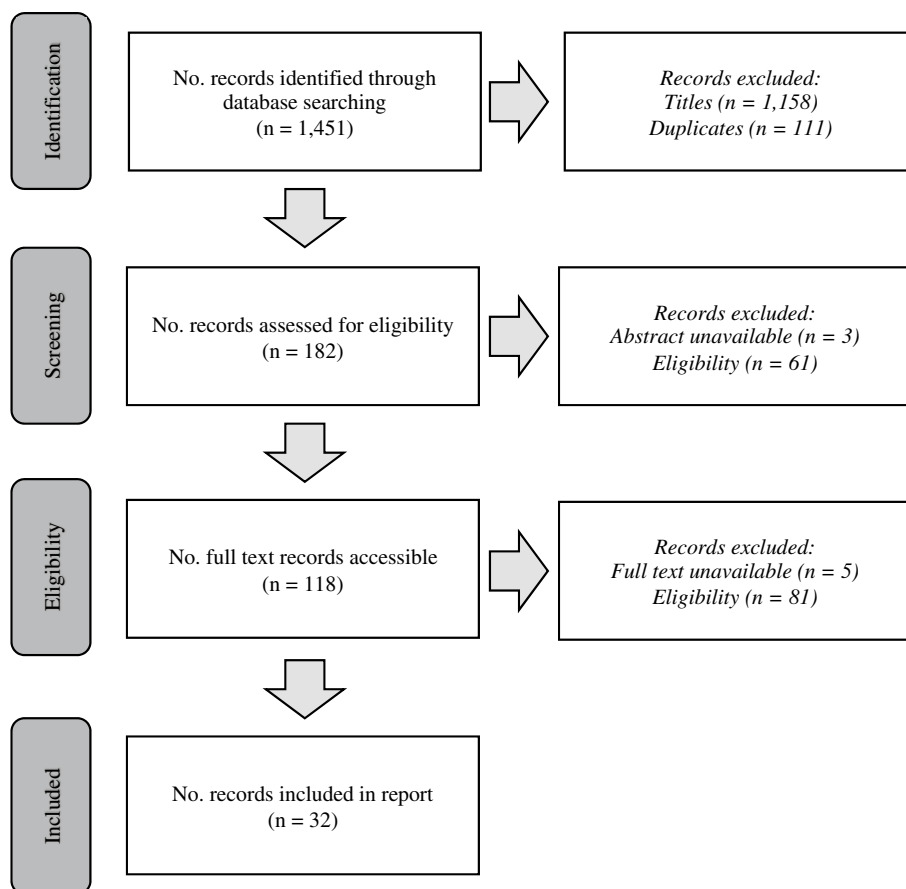 Identification
No. records identified through
database searching
(n = 1,451)
Records excluded:
Titles (n = 1,158)
Duplicates (n = 111)
Screening
No. records assessed for eligibility
(n = 182)
Records excluded:
Abstract unavailable (n = 3)
Eligibility (n = 61)
Eligibility
No. full text records accessible
(n = 118)
Records excluded:
Full text unavailable (n = 5)
Eligibility (n = 81)
Included
No. records included in report
(n = 32)